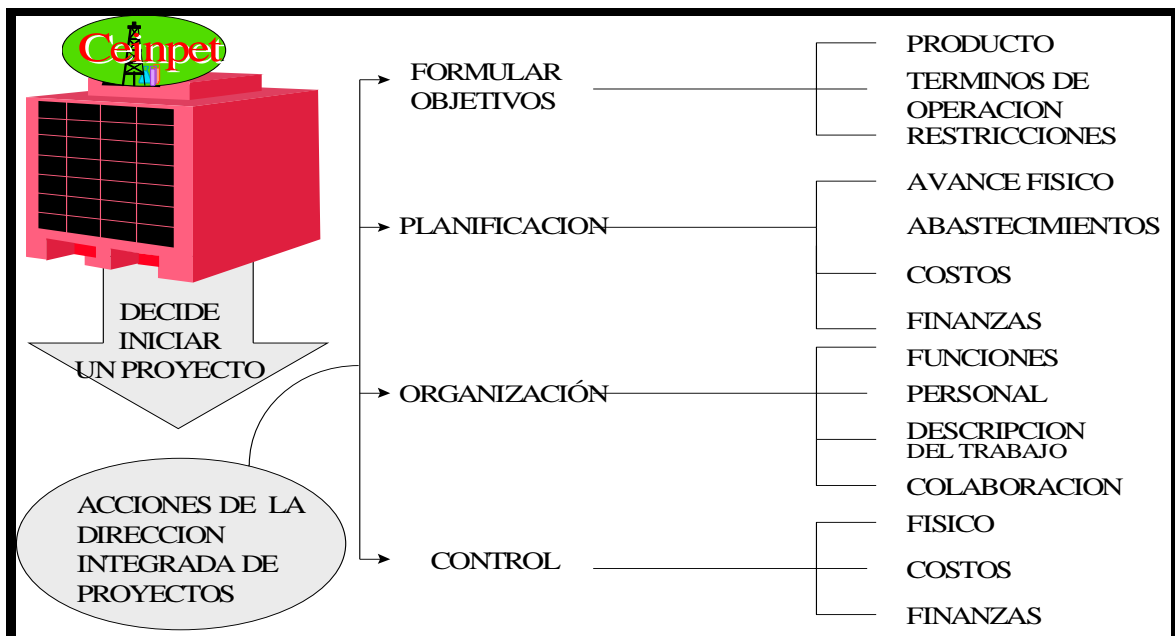 Ceinpet
DECIDE
INICIAR
UN PROYECTO
ACCIONES DE LA
DIRECCION
INTEGRADA DE
PROYECTOS
FORMULAR
OBJETIVOS
PRODUCTO
TERMINOS DE
OPERACION
RESTRICCIONES
PLANIFICACION
AVANCE FISICO
ABASTECIMIENTOS
COSTOS
FINANZAS
ORGANIZACIÓN
FUNCIONES
PERSONAL
DESCRIPCION
DEL TRABAJO
COLABORACION
CONTROL
FISICO
COSTOS
FINANZAS